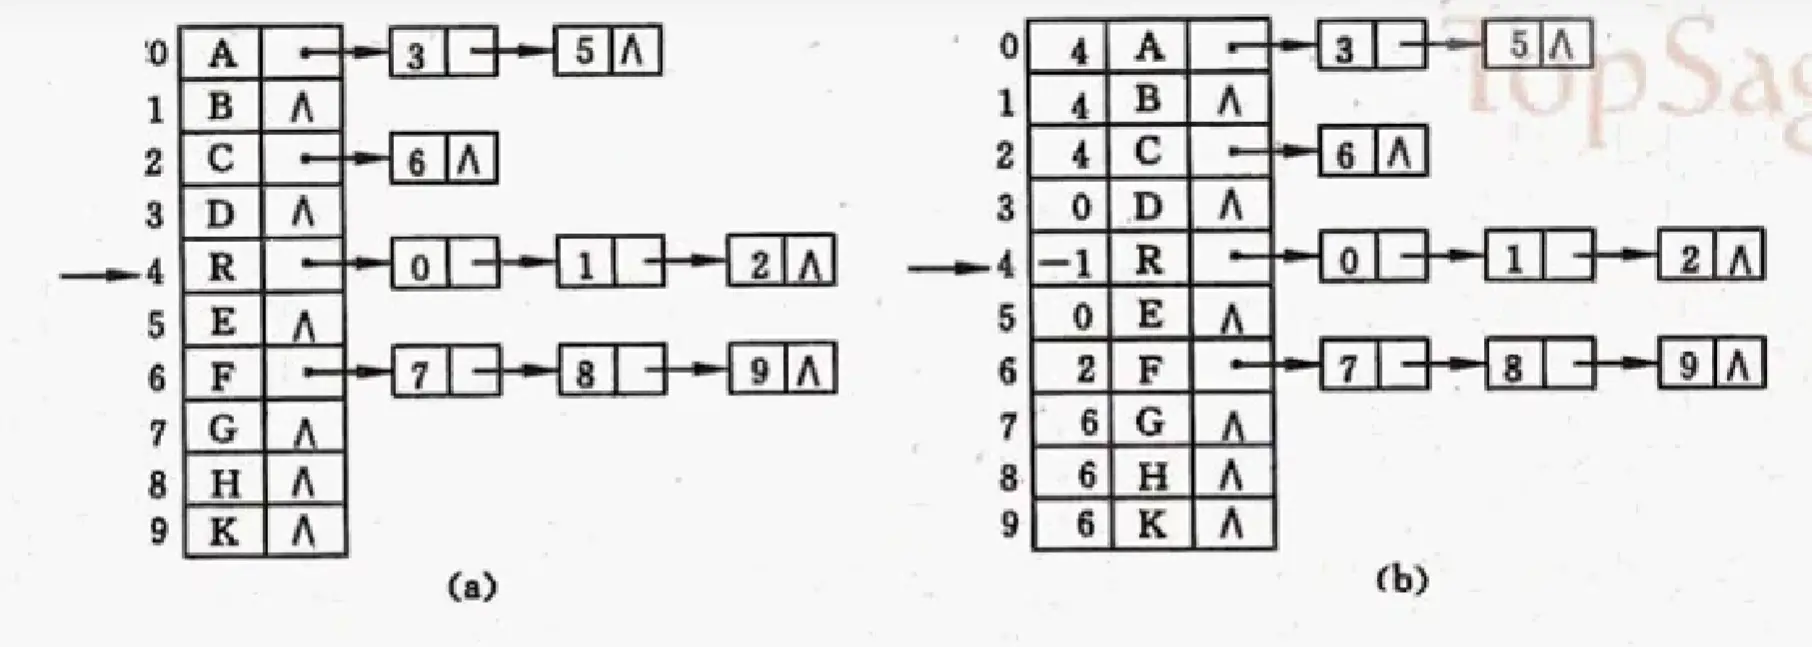 0 A 3 5 ∧
1 B ∧
2 C 6 ∧
3 D ∧
4 R 0 1 2 ∧
5 E ∧
6 F 7 8 9 ∧
7 G ∧
8 H ∧
9 K ∧
(a)
0 4 A 3 5 ∧
1 4 B ∧
2 4 C 6 ∧
3 0 D ∧
4 -1 R 0 1 2 ∧
5 0 E ∧
6 2 F 7 8 9 ∧
7 6 G ∧
8 6 H ∧
9 6 K ∧
(b)
TopSag